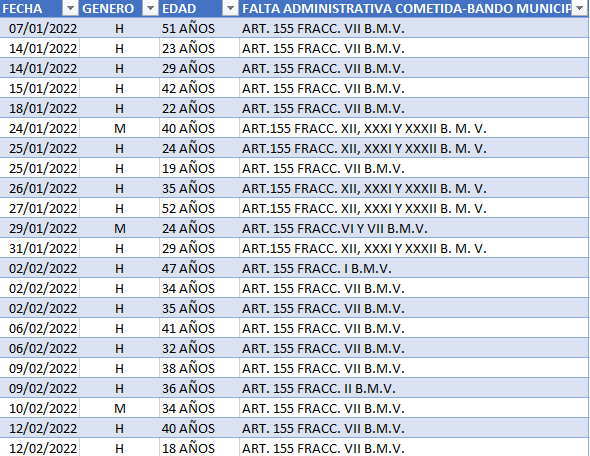 FECHA GENERO EDAD FALTA ADMINISTRATIVA COMETIDA-BANDO MUNICIP
07/01/2022 H 51 AÑOS ART. 155 FRACC. VII B.M.V.
14/01/2022 H 23 AÑOS ART. 155 FRACC. VII B.M.V.
14/01/2022 H 29 AÑOS ART. 155 FRACC. VII B.M.V.
15/01/2022 H 42 AÑOS ART. 155 FRACC. VII B.M.V.
18/01/2022 H 22 AÑOS ART. 155 FRACC. VII B.M.V.
24/01/2022 M 40 AÑOS ART.155 FRACC. XII, XXXI Y XXXII B. M. V.
25/01/2022 H 24 AÑOS ART.155 FRACC. XII, XXXI Y XXXII B. M. V.
25/01/2022 H 19 AÑOS ART. 155 FRACC. VII B.M.V.
26/01/2022 H 35 AÑOS ART.155 FRACC. XII, XXXI Y XXXII B. M. V.
27/01/2022 H 52 AÑOS ART.155 FRACC. XII, XXXI Y XXXII B. M. V.
29/01/2022 M 24 AÑOS ART. 155 FRACC.VI Y VII B.M.V.
31/01/2022 H 29 AÑOS ART.155 FRACC. XII, XXXI Y XXXII B. M. V.
02/02/2022 H 47 AÑOS ART. 155 FRACC. I B.M.V.
02/02/2022 H 34 AÑOS ART. 155 FRACC. VII B.M.V.
02/02/2022 H 35 AÑOS ART. 155 FRACC. VII B.M.V.
06/02/2022 H 41 AÑOS ART. 155 FRACC. VII B.M.V.
06/02/2022 H 32 AÑOS ART. 155 FRACC. VII B.M.V.
09/02/2022 H 38 AÑOS ART. 155 FRACC. VII B.M.V.
09/02/2022 H 36 AÑOS ART. 155 FRACC. II B.M.V.
10/02/2022 M 34 AÑOS ART. 155 FRACC. VII B.M.V.
12/02/2022 H 40 AÑOS ART. 155 FRACC. VII B.M.V.
12/02/2022 H 18 AÑOS ART. 155 FRACC. VII B.M.V.